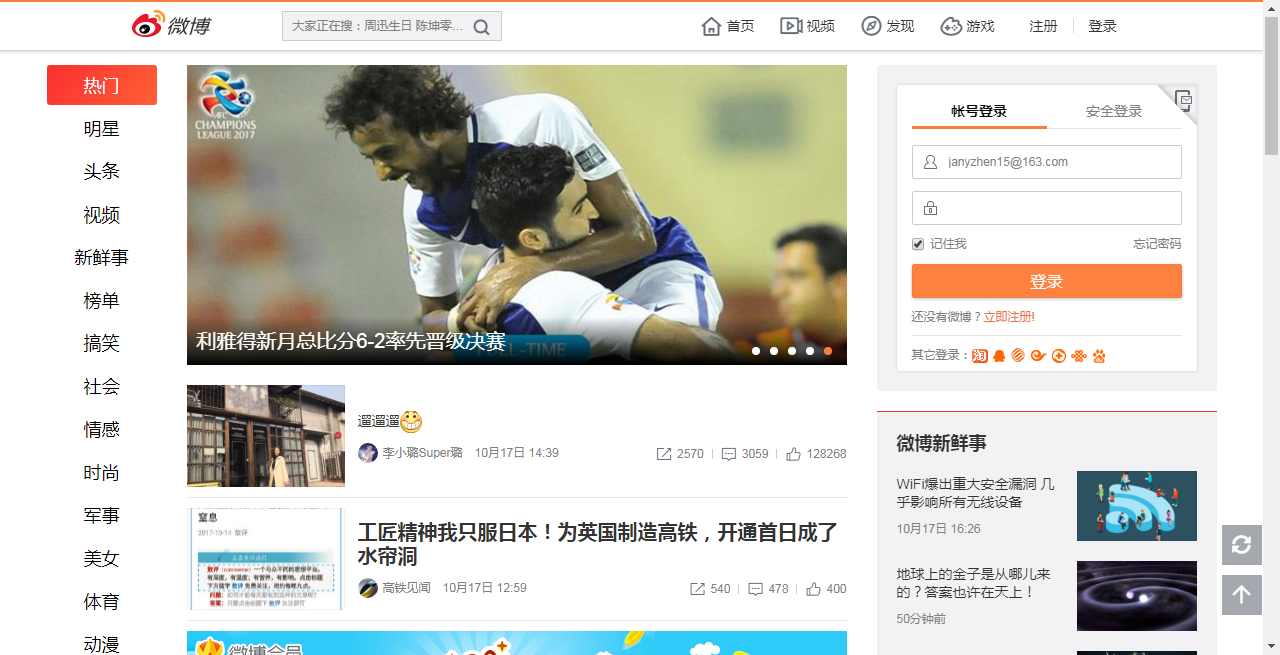 微博
大家正在搜：周迅生日 陈坤零...
首页
视频
发现
游戏
注册
登录
热门
明星
头条
视频
新鲜事
榜单
搞笑
社会
情感
时尚
军事
美女
体育
动漫
AFC
CHAMPIONS
LEAGUE 2017
利雅得新月总比分6-2率先晋级决赛
遛遛遛
李小璐Super璐 10月17日 14:39
2570 3059 128268
窒息
2017-10-14 敖评
工匠精神我只服日本！为英国制造高铁，开通首日成了
水帘洞
高铁见闻 10月17日 12:59
540 478 400
微博会员
帐号登录
安全登录
janyzhen15@163.com
记住我
忘记密码
登录
还没有微博？立即注册!
其它登录：
微博新鲜事
WiFi爆出重大安全漏洞 几
乎影响所有无线设备
10月17日 16:26
地球上的金子是从哪儿来
的？答案也许在天上！
50分钟前